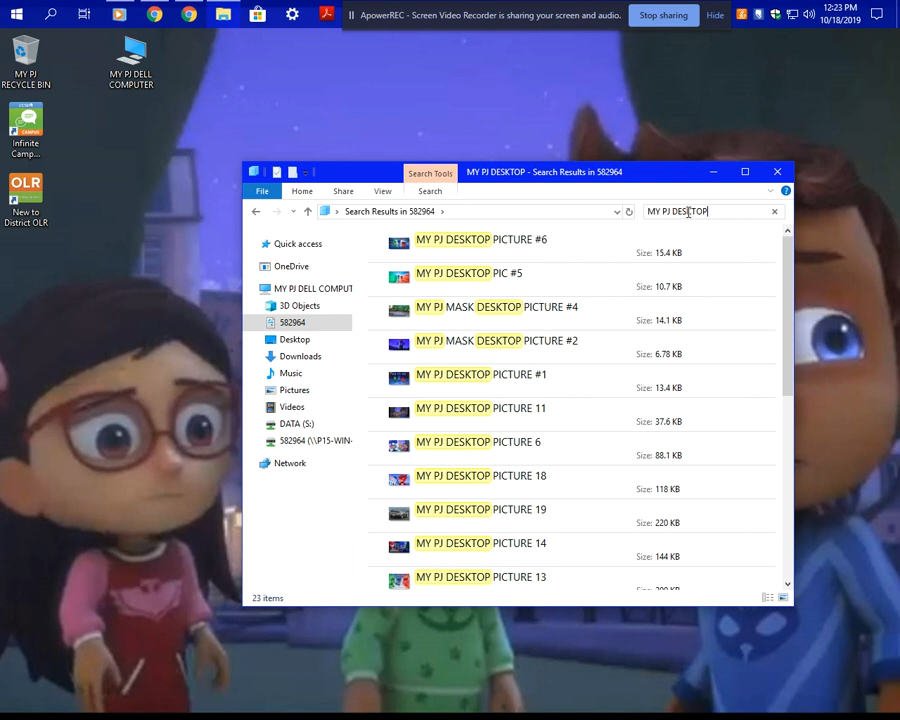 ApowerREC - Screen Video Recorder is sharing your screen and audio.
Stop sharing
Hide
12:23 PM
10/18/2019
MY PJ
RECYCLE BIN
MY PJ DELL
COMPUTER
Infinite
Camp...
OLR
New to
District OLR
Search Tools
MY PJ DESKTOP - Search Results in 582964
File
Home
Share
View
Search
Search Results in 582964
MY PJ DESKTOP
Quick access
OneDrive
MY PJ DELL COMPUT
3D Objects
582964
Desktop
Downloads
Music
Pictures
Videos
DATA (S:)
582964 (\\P15-WIN-
Network
MY PJ DESKTOP PICTURE #6
Size: 15.4 KB
MY PJ DESKTOP PIC #5
Size: 10.7 KB
MY PJ MASK DESKTOP PICTURE #4
Size: 14.1 KB
MY PJ MASK DESKTOP PICTURE #2
Size: 6.78 KB
MY PJ DESKTOP PICTURE #1
Size: 13.4 KB
MY PJ DESKTOP PICTURE 11
Size: 37.6 KB
MY PJ DESKTOP PICTURE 6
Size: 88.1 KB
MY PJ DESKTOP PICTURE 18
Size: 118 KB
MY PJ DESKTOP PICTURE 19
Size: 220 KB
MY PJ DESKTOP PICTURE 14
Size: 144 KB
MY PJ DESKTOP PICTURE 13
23 items